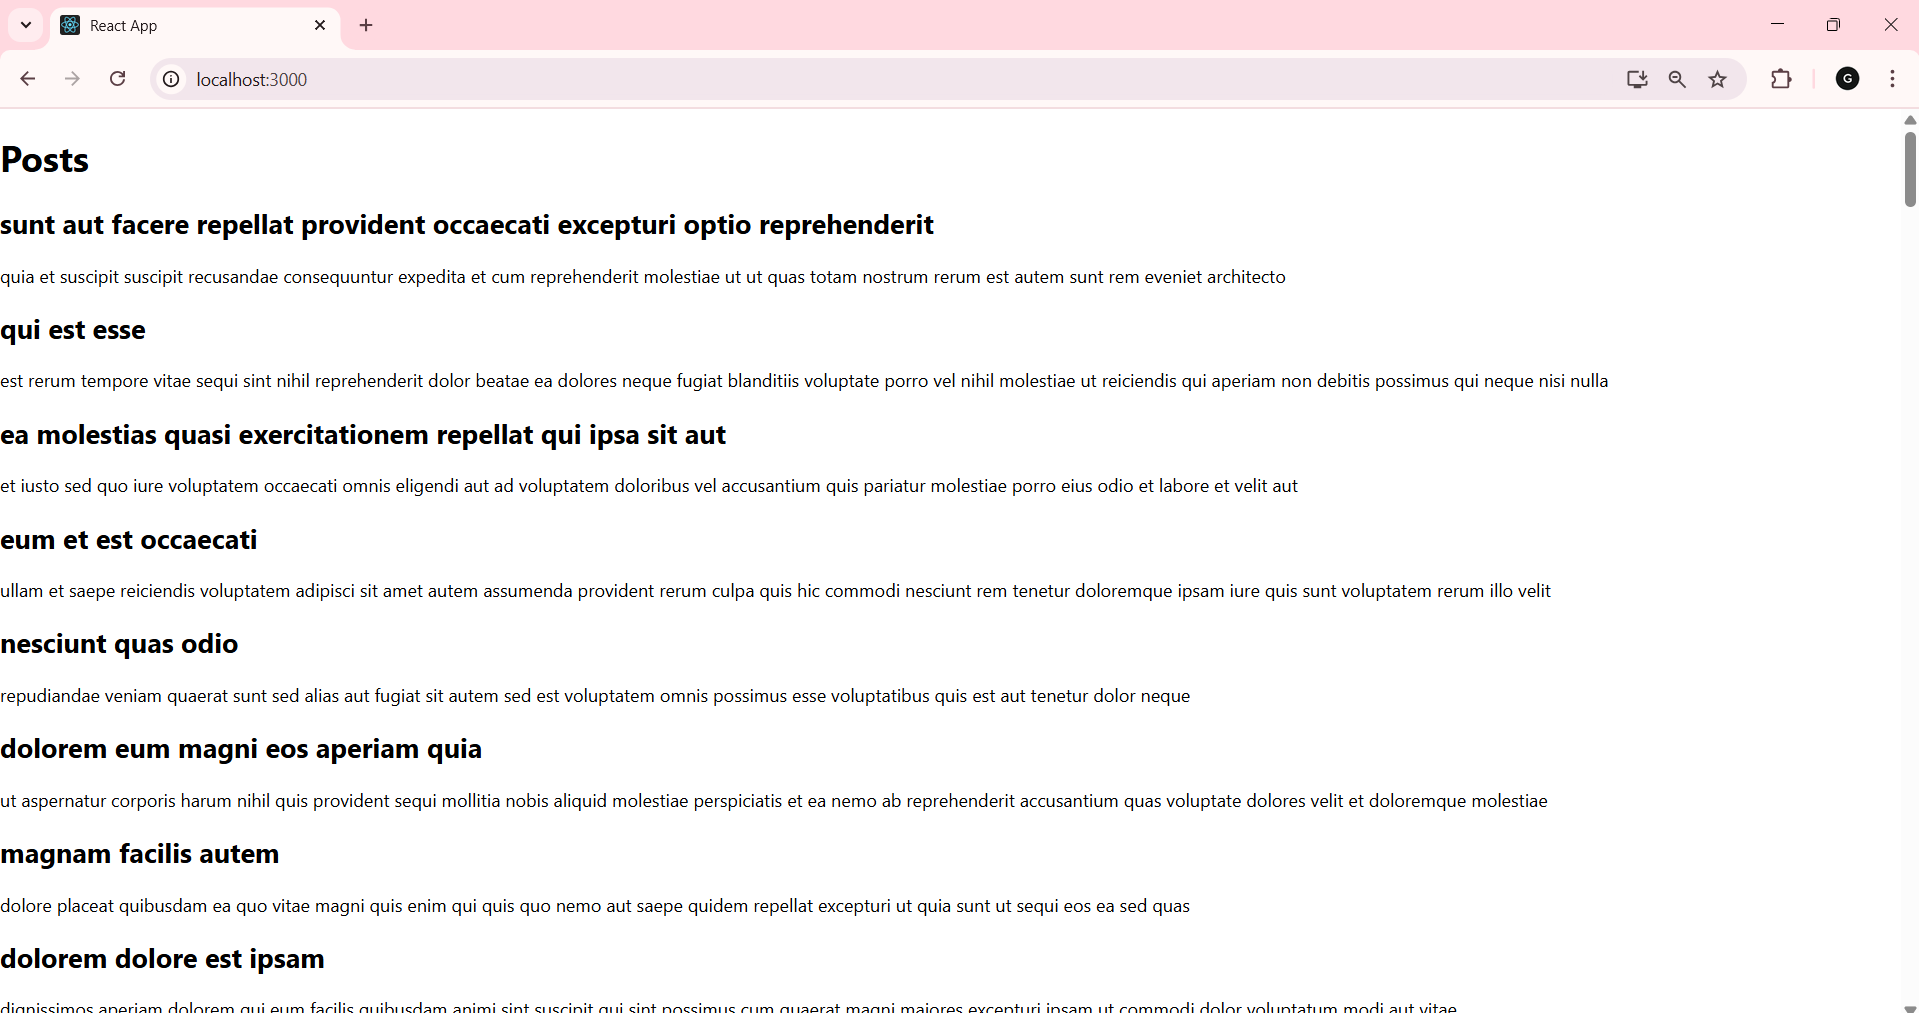 React App
localhost:3000
G
Posts
sunt aut facere repellat provident occaecati excepturi optio reprehenderit
quia et suscipit suscipit recusandae consequuntur expedita et cum reprehenderit molestiae ut ut quas totam nostrum rerum est autem sunt rem eveniet architecto
qui est esse
est rerum tempore vitae sequi sint nihil reprehenderit dolor beatae ea dolores neque fugiat blanditiis voluptate porro vel nihil molestiae ut reiciendis qui aperiam non debitis possimus qui neque nisi nulla
ea molestias quasi exercitationem repellat qui ipsa sit aut
et iusto sed quo iure voluptatem occaecati omnis eligendi aut ad voluptatem doloribus vel accusantium quis pariatur molestiae porro eius odio et labore et velit aut
eum et est occaecati
ullam et saepe reiciendis voluptatem adipisci sit amet autem assumenda provident rerum culpa quis hic commodi nesciunt rem tenetur doloremque ipsam iure quis sunt voluptatem rerum illo velit
nesciunt quas odio
repudiandae veniam quaerat sunt sed alias aut fugiat sit autem sed est voluptatem omnis possimus esse voluptatibus quis est aut tenetur dolor neque
dolorem eum magni eos aperiam quia
ut aspernatur corporis harum nihil quis provident sequi mollitia nobis aliquid molestiae perspiciatis et ea nemo ab reprehenderit accusantium quas voluptate dolores velit et doloremque molestiae
magnam facilis autem
dolore placeat quibusdam ea quo vitae magni quis enim qui quis quo nemo aut saepe quidem repellat excepturi ut quia sunt ut sequi eos ea sed quas
dolorem dolore est ipsam
dignissimos aperiam dolorem qui eum facilis quibusdam animi sint suscipit qui sint possimus cum quaerat magni maiores excepturi ipsam ut commodi dolor voluptatum modi aut vitae